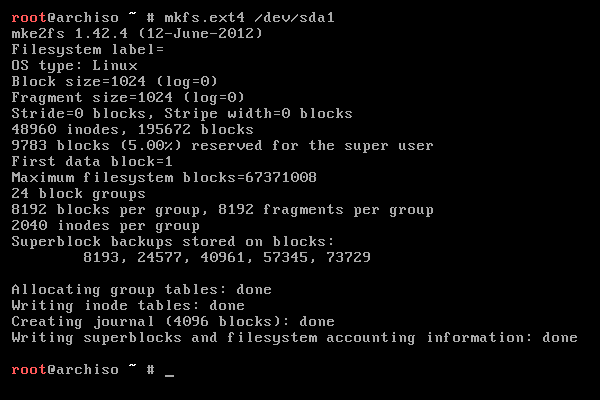 root@archiso ~ # mkfs.ext4 /dev/sda1
mke2fs 1.42.4 (12-June-2012)
Filesystem label=
OS type: Linux
Block size=1024 (log=0)
Fragment size=1024 (log=0)
Stride=0 blocks, Stripe width=0 blocks
48960 inodes, 195672 blocks
9783 blocks (5.00%) reserved for the super user
First data block=1
Maximum filesystem blocks=67371008
24 block groups
8192 blocks per group, 8192 fragments per group
2040 inodes per group
Superblock backups stored on blocks:
        8193, 24577, 40961, 57345, 73729

Allocating group tables: done
Writing inode tables: done
Creating journal (4096 blocks): done
Writing superblocks and filesystem accounting information: done

root@archiso ~ # _